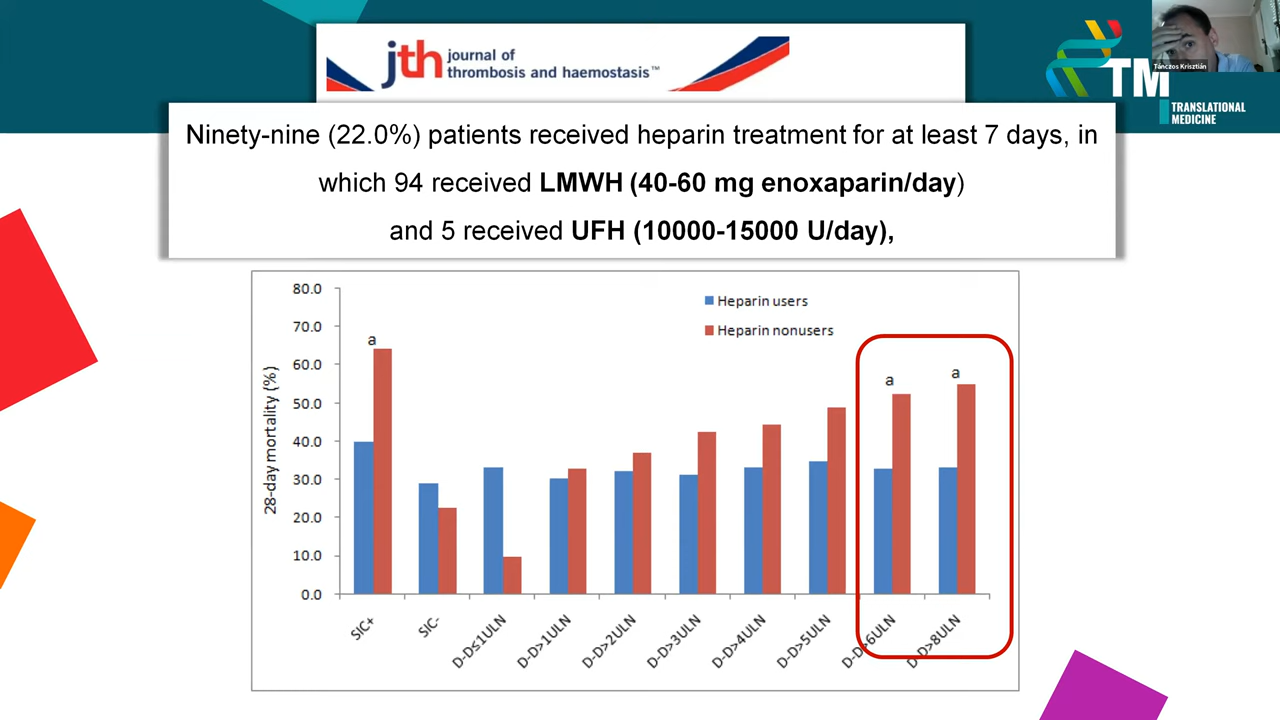 jth journal of
thrombosis and haemostasis™
TM
TRANSLATIONAL
MEDICINE
Tánczos Krisztián
Ninety-nine (22.0%) patients received heparin treatment for at least 7 days, in
which 94 received LMWH (40-60 mg enoxaparin/day)
and 5 received UFH (10000-15000 U/day),
28-day mortality (%)
80.0
70.0
60.0
50.0
40.0
30.0
20.0
10.0
0.0
Heparin users
Heparin nonusers
a
a
a
SIC+
SIC-
D-D≤1ULN
D-D>1ULN
D-D>2ULN
D-D>3ULN
D-D>4ULN
D-D>5ULN
D-D>6ULN
D-D>8ULN